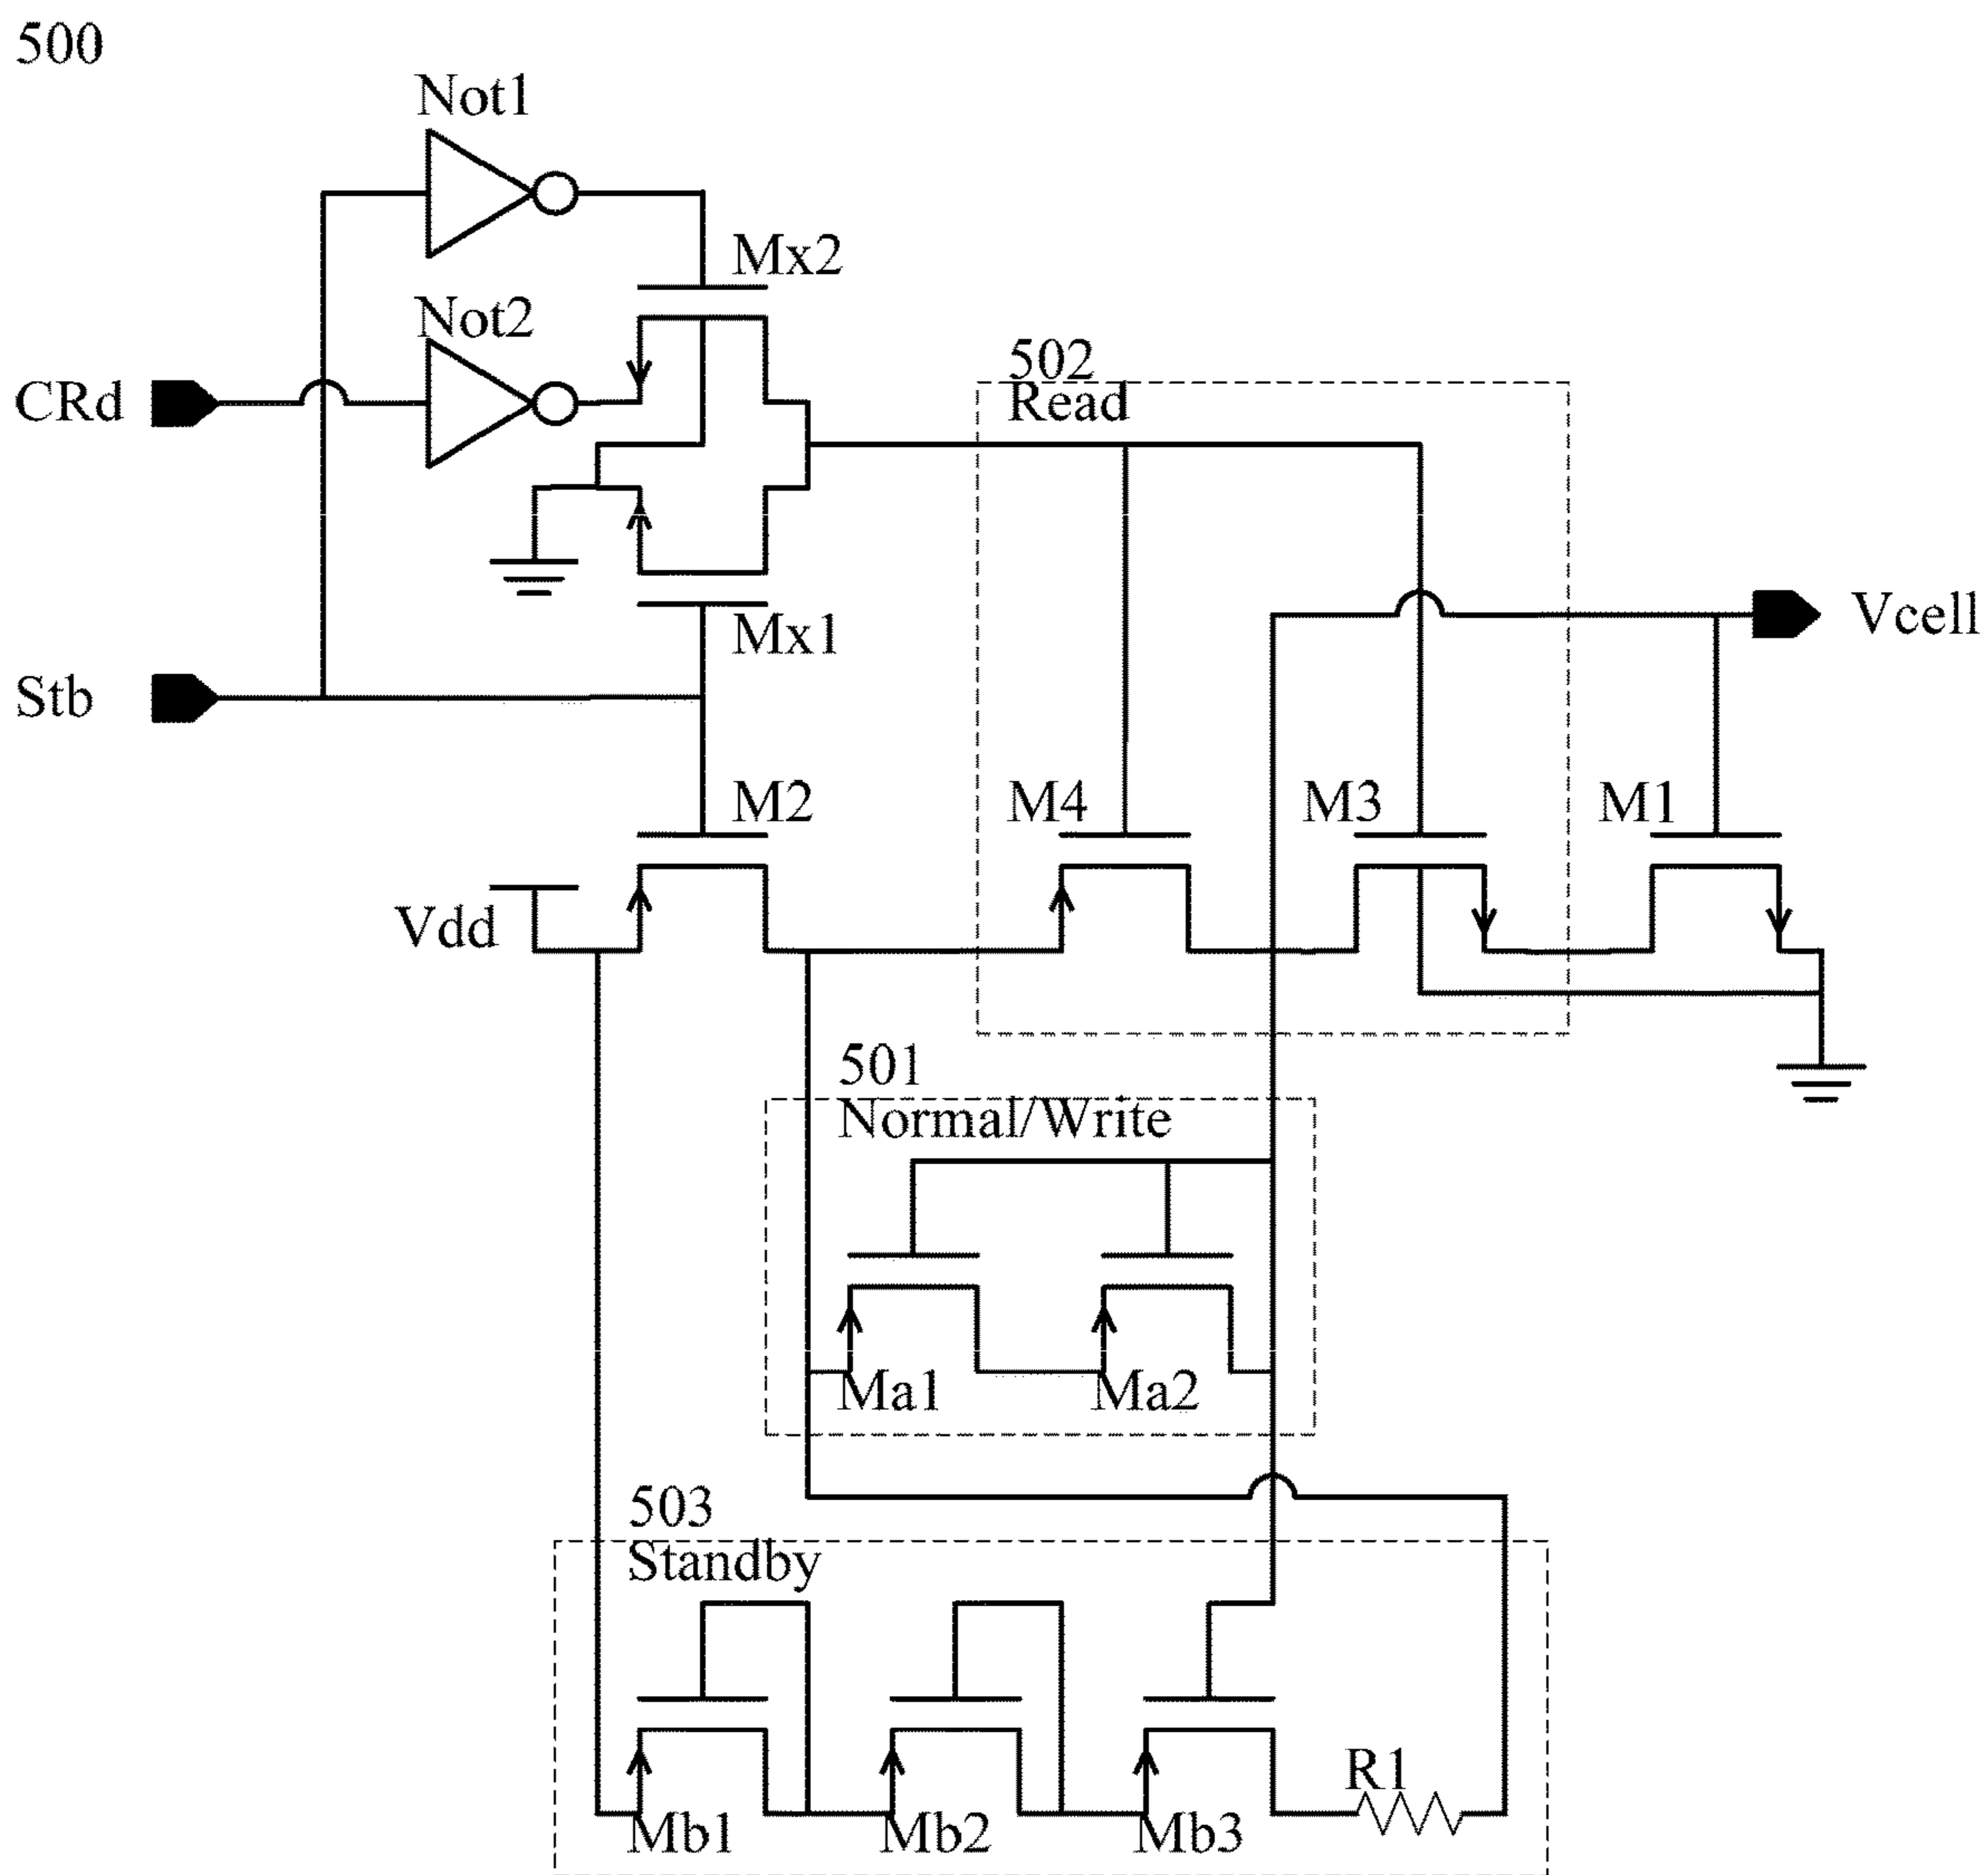 500
Not1
Mx2
Not2
502
Read
CRd
Vcell
Mx1
Stb
M2
M4
M3
M1
Vdd
501
Normal/Write
Ma1
Ma2
503
Standby
R1
Mb1
Mb2
Mb3